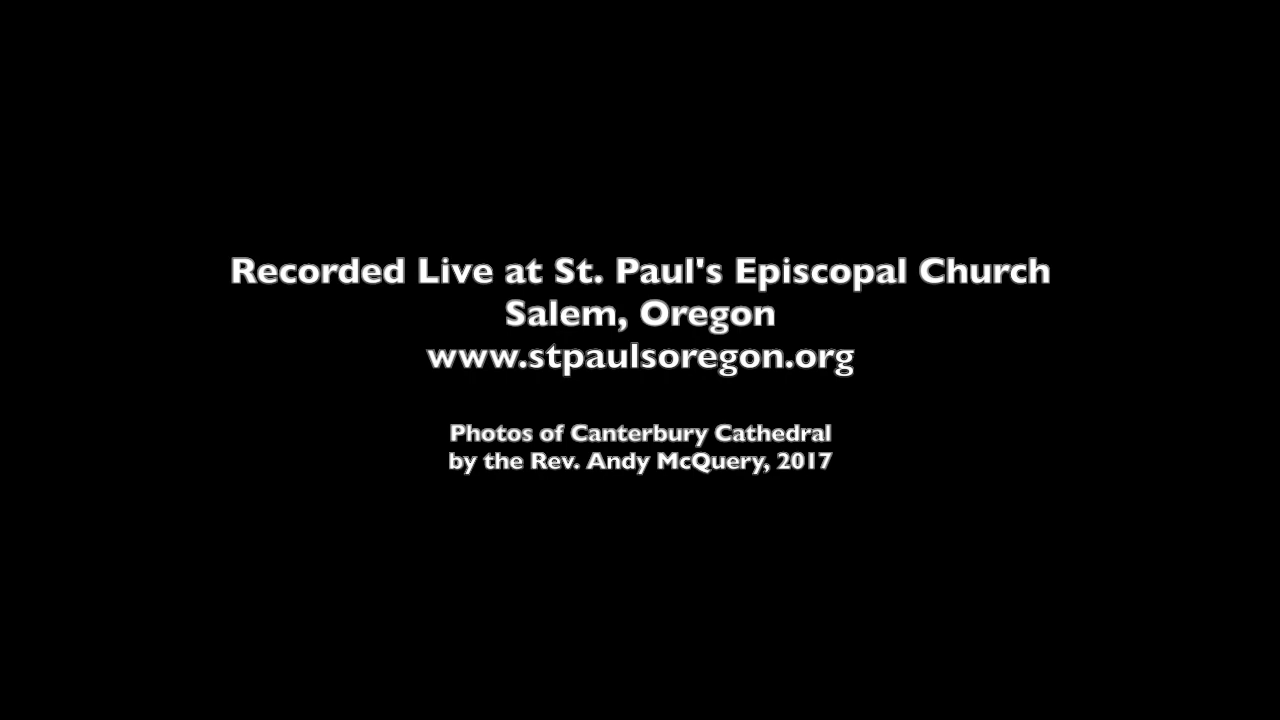 Recorded Live at St. Paul's Episcopal Church
Salem, Oregon
www.stpaulsoregon.org
Photos of Canterbury Cathedral
by the Rev. Andy McQuery, 2017